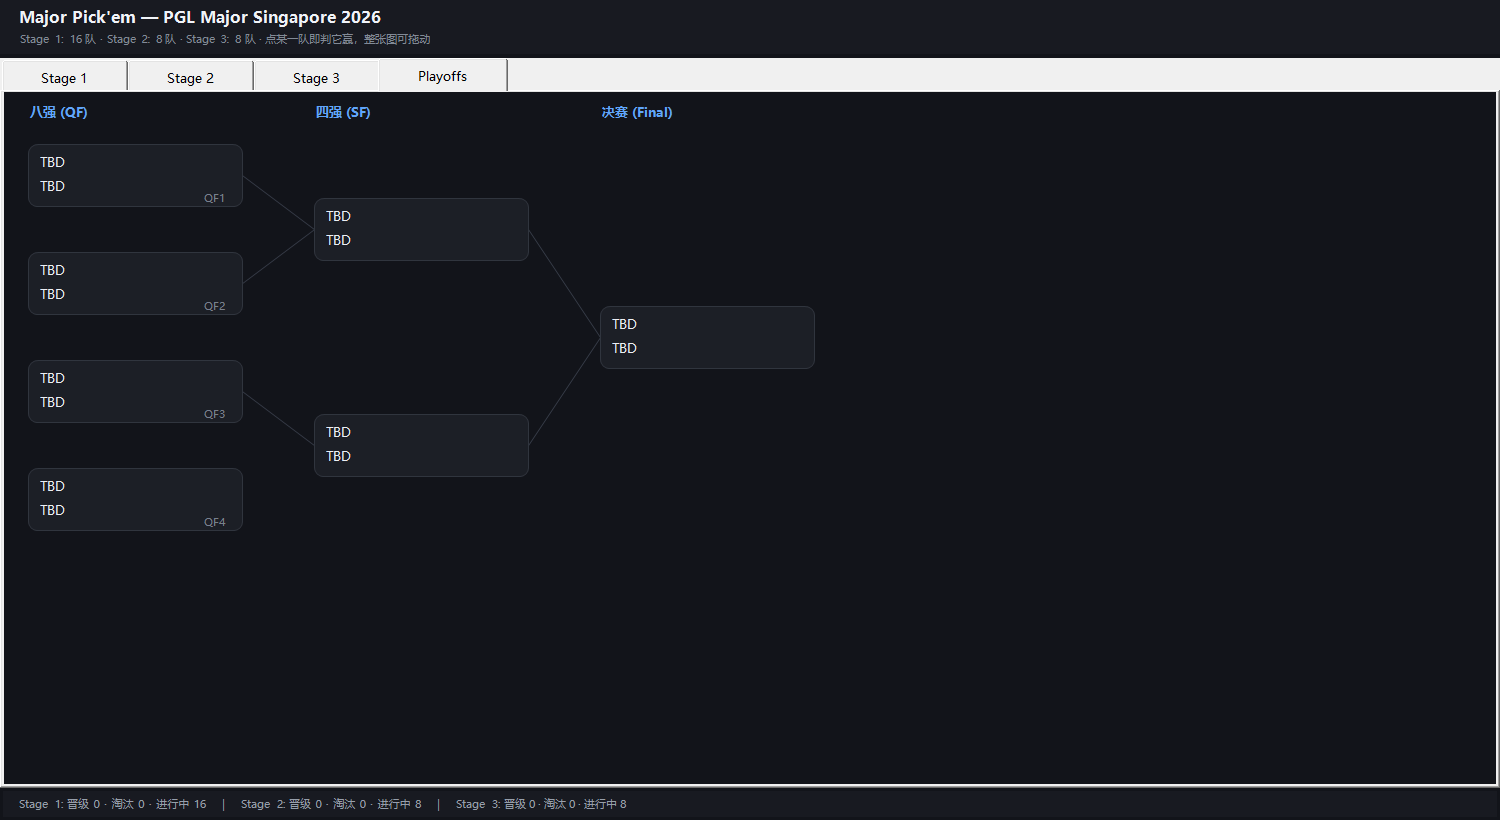 Major Pick'em — PGL Major Singapore 2026
Stage 1: 16 队 · Stage 2: 8 队 · Stage 3: 8 队 · 点某一队即判它赢，整张图可拖动
Stage 1 Stage 2 Stage 3 Playoffs
八强 (QF) 四强 (SF) 决赛 (Final)
TBD
TBD
QF1
TBD
TBD
QF2
TBD
TBD
QF3
TBD
TBD
QF4
TBD
TBD
TBD
TBD
TBD
TBD
Stage 1: 晋级 0 · 淘汰 0 · 进行中 16 | Stage 2: 晋级 0 · 淘汰 0 · 进行中 8 | Stage 3: 晋级 0 · 淘汰 0 · 进行中 8